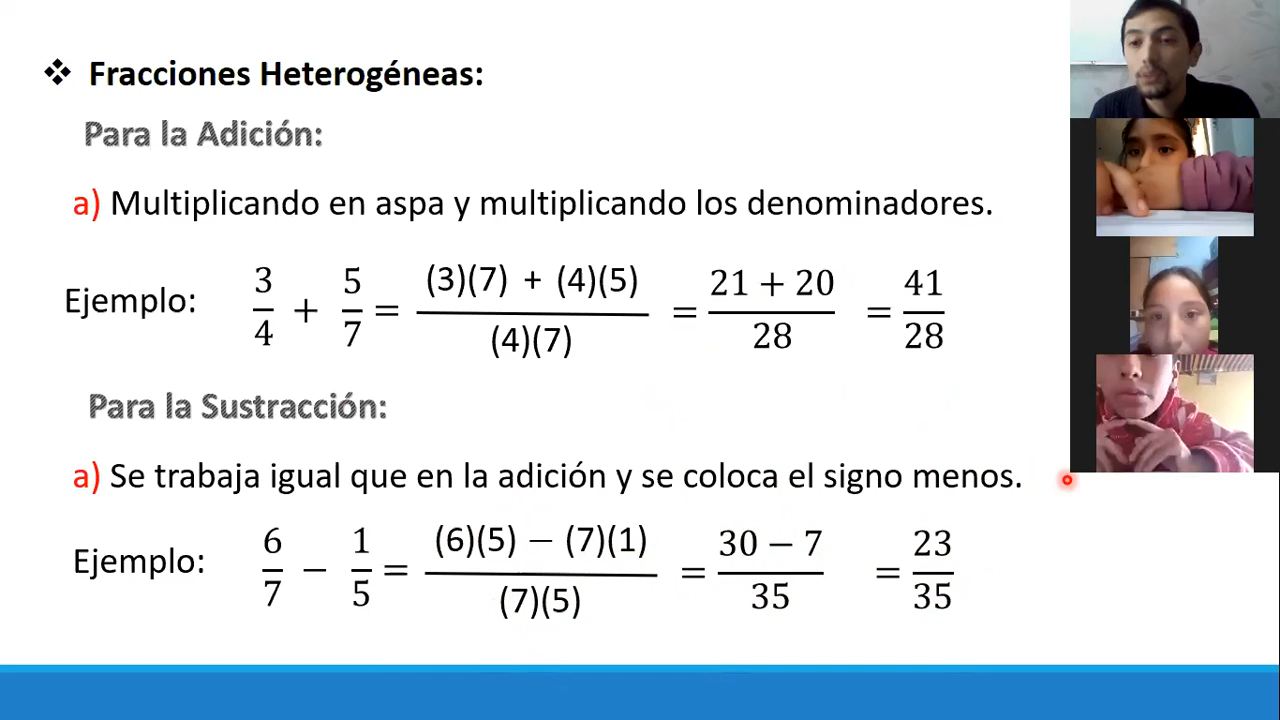 ❖ Fracciones Heterogéneas:
Para la Adición:
a) Multiplicando en aspa y multiplicando los denominadores.
Ejemplo: 3/4 + 5/7 = ((3)(7) + (4)(5))/((4)(7)) = (21 + 20)/28 = 41/28
Para la Sustracción:
a) Se trabaja igual que en la adición y se coloca el signo menos.
Ejemplo: 6/7 − 1/5 = ((6)(5) − (7)(1))/((7)(5)) = (30 − 7)/35 = 23/35